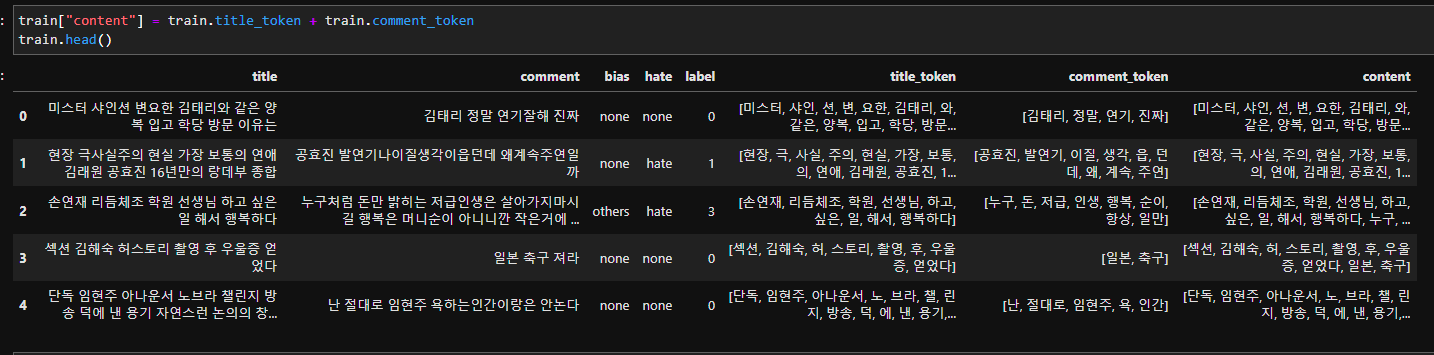 :
train["content"] = train.title_token + train.comment_token
train.head()
:
title comment bias hate label title_token comment_token content
0 미스터 샤인션 변요한 김태리와 같은 양복 입고 학당 방문 이유는 김태리 정말 연기잘해 진짜 none none 0 [미스터, 샤인, 션, 변, 요한, 김태리, 와, 같은, 양복, 입고, 학당, 방문... [김태리, 정말, 연기, 진짜] [미스터, 샤인, 션, 변, 요한, 김태리, 와, 같은, 양복, 입고, 학당, 방문...
1 현장 극사실주의 현실 가장 보통의 연애 김래원 공효진 16년만의 랑데부 종합 공효진 발연기나이질생각이읍던데 왜계속주연일까 none hate 1 [현장, 극, 사실, 주의, 현실, 가장, 보통, 의, 연애, 김래원, 공효진, 1... [공효진, 발연기, 이질, 생각, 읍, 던데, 왜, 계속, 주연] [현장, 극, 사실, 주의, 현실, 가장, 보통, 의, 연애, 김래원, 공효진, 1...
2 손연재 리듬체조 학원 선생님 하고 싶은 일 해서 행복하다 누구처럼 돈만 밝히는 저급인생은 살아가지마시길 행복은 머니순이 아니니깐 작은거에 ... others hate 3 [손연재, 리듬체조, 학원, 선생님, 하고, 싶은, 일, 해서, 행복하다] [누구, 돈, 저급, 인생, 행복, 순이, 항상, 일만] [손연재, 리듬체조, 학원, 선생님, 하고, 싶은, 일, 해서, 행복하다, 누구, ...
3 섹션 김해숙 허스토리 촬영 후 우울증 얻었다 일본 축구 져라 none none 0 [섹션, 김해숙, 허, 스토리, 촬영, 후, 우울증, 얻었다] [일본, 축구] [섹션, 김해숙, 허, 스토리, 촬영, 후, 우울증, 얻었다, 일본, 축구]
4 단독 임현주 아나운서 노브라 챌린지 방송 덕에 낸 용기 자연스런 논의의 창... 난 절대로 임현주 욕하는인간이랑은 안논다 none none 0 [단독, 임현주, 아나운서, 노, 브라, 챌, 린지, 방송, 덕, 에, 낸, 용기,... [난, 절대로, 임현주, 욕, 인간] [단독, 임현주, 아나운서, 노, 브라, 챌, 린지, 방송, 덕, 에, 낸, 용기,...